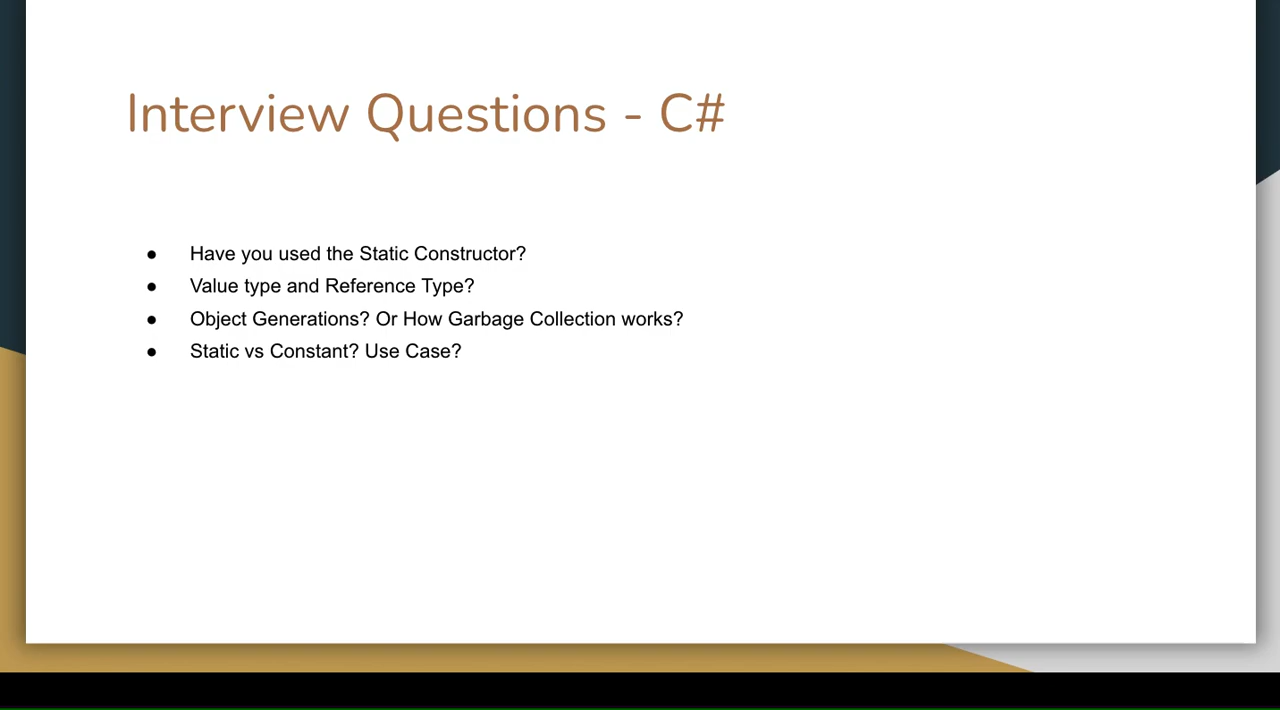 Interview Questions - C#
● Have you used the Static Constructor?
● Value type and Reference Type?
● Object Generations? Or How Garbage Collection works?
● Static vs Constant? Use Case?